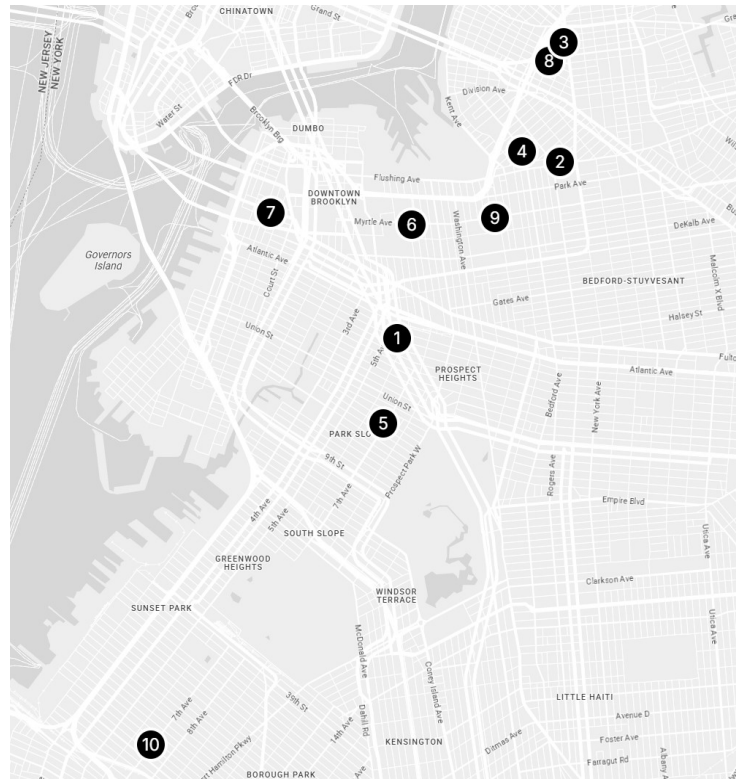 CHINATOWN
Grand St
NEW JERSEY
NEW YORK
FDR Dr
Water St
Brooklyn Brg
DUMBO
3
8
Division Ave
Kent Ave
4
2
Flushing Ave
Park Ave
DOWNTOWN
BROOKLYN
7
Myrtle Ave
6
Washington Ave
9
DeKalb Ave
Governors
Island
Atlantic Ave
Court St
BEDFORD-STUYVESANT
Malcolm X Blvd
Gates Ave
Halsey St
3rd Ave
Union St
1
5th Ave
PROSPECT
HEIGHTS
Atlantic Ave
Bedford Ave
New York Ave
Union St
5
9th St
Prospect Park W
Rogers Ave
7th Ave
4th Ave
5th Ave
Empire Blvd
SOUTH SLOPE
Utica Ave
GREENWOOD
HEIGHTS
Clarkson Ave
WINDSOR
TERRACE
SUNSET PARK
Utica Ave
McDonald Ave
Coney Island Ave
39th St
7th Ave
8th Ave
LITTLE HAITI
Dahill Rd
14th Ave
Avenue D
10
KENSINGTON
Ditmas Ave
Foster Ave
BOROUGH PARK
Ave
Farragut Rd